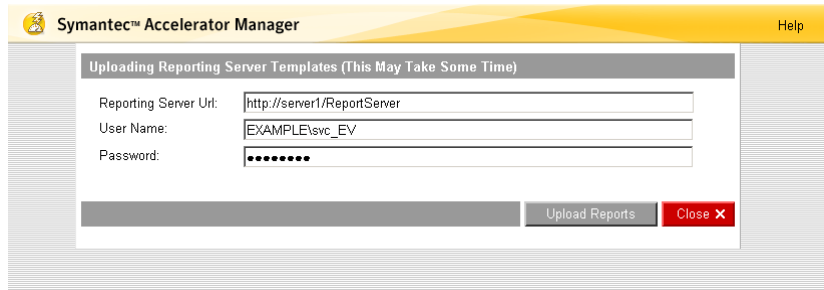 Symantec™ Accelerator Manager
Help
Uploading Reporting Server Templates (This May Take Some Time)
Reporting Server Url: http://server1/ReportServer
User Name: EXAMPLE\svc_EV
Password: ●●●●●●●●
Upload Reports
Close ✕